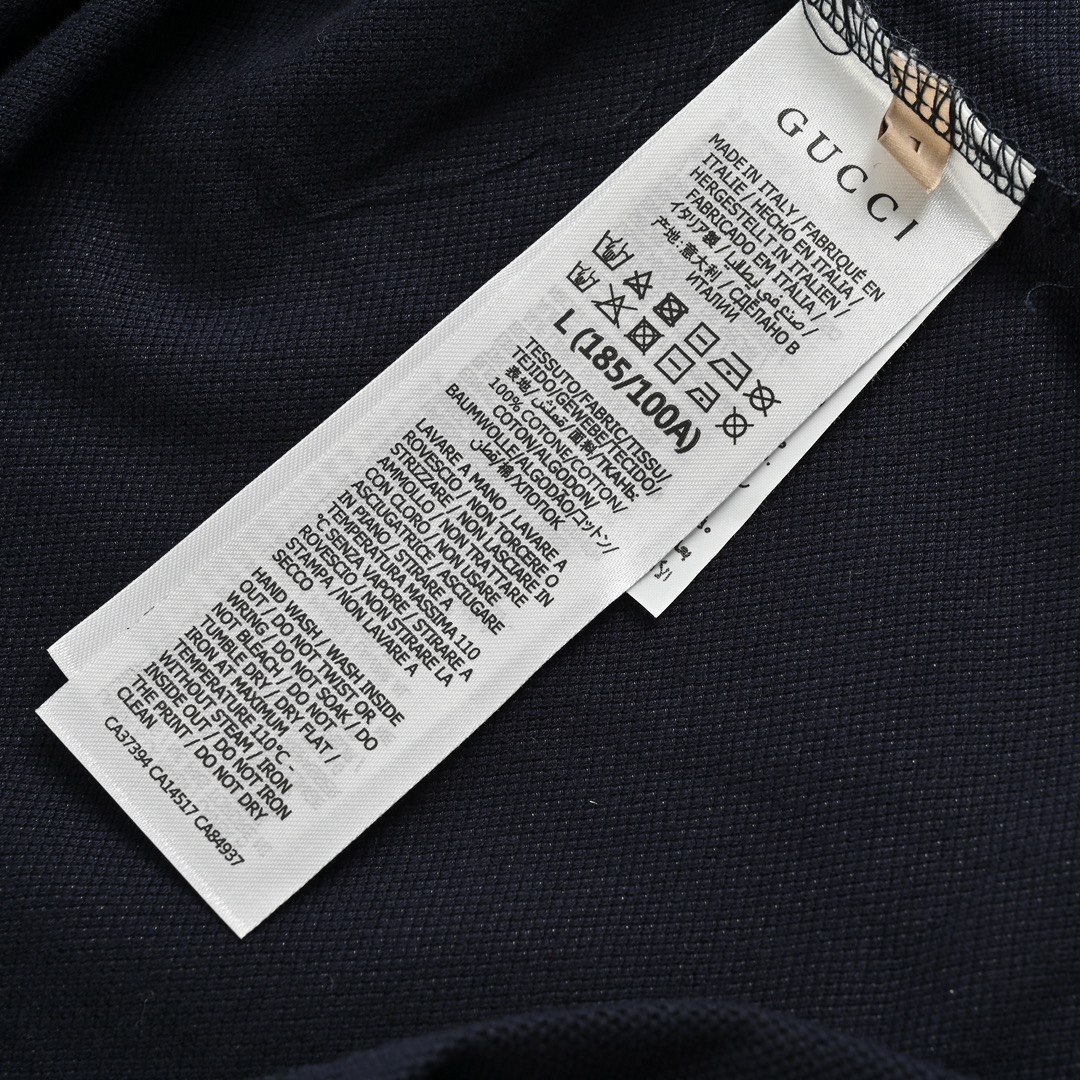 GUCCI
L
MADE IN ITALY / FABRIQUÉ EN
ITALIE / HECHO EN ITALIA /
HERGESTELLT IN ITALIEN /
FABRICADO EM ITÁLIA /
イタリア製 / صنع في إيطاليا /
产地：意大利 / СДЕЛАНО В
ИТАЛИИ
L (185/100A)
TESSUTO/FABRIC/TISSU/
TEJIDO/GEWEBE/TECIDO/
表地/قماش/面料/ТКАНЬ
100% COTONE/COTTON/
COTON/ALGODON/
BAUMWOLLE/ALGODÃO/コットン/
قطن/棉/ХЛОПОК
LAVARE A MANO / LAVARE A
ROVESCIO / NON TORCERE O
STRIZZARE / NON LASCIARE IN
AMMOLLO / NON TRATTARE
CON CLORO / NON USARE
ASCIUGATRICE / ASCIUGARE
IN PIANO / STIRARE A
TEMPERATURA MASSIMA 110
°C SENZA VAPORE / STIRARE A
ROVESCIO / NON STIRARE LA
STAMPA / NON LAVARE A
SECCO
HAND WASH / WASH INSIDE
OUT / DO NOT TWIST OR
WRING / DO NOT SOAK / DO
NOT BLEACH / DO NOT
TUMBLE DRY / DRY FLAT /
IRON AT MAXIMUM
TEMPERATURE 110°C -
WITHOUT STEAM / IRON
INSIDE OUT / DO NOT IRON
THE PRINT / DO NOT DRY
CLEAN
CA37394 CA14517 CA84937